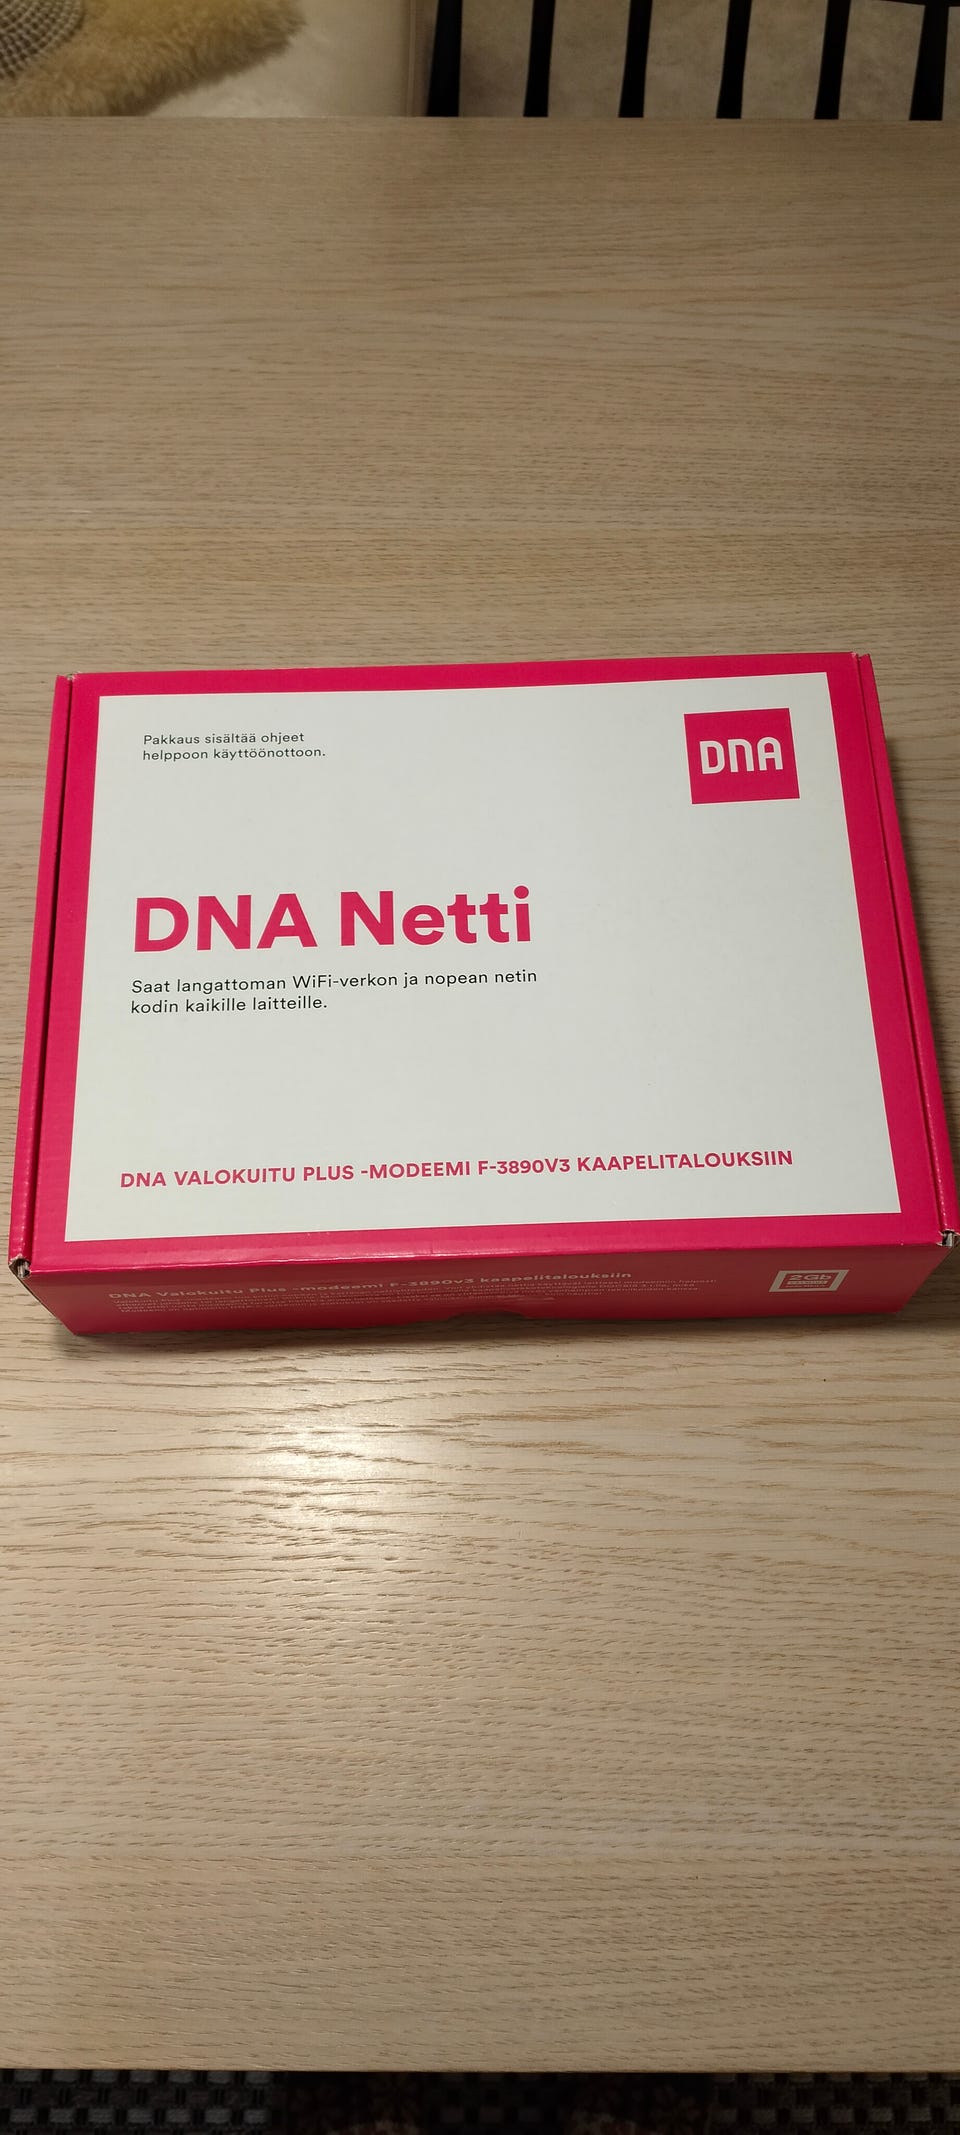 Pakkaus sisältää ohjeet
helppoon käyttöönottoon.
DNA
DNA Netti
Saat langattoman WiFi-verkon ja nopean netin
kodin kaikille laitteille.
DNA VALOKUITU PLUS -MODEEMI F-3890V3 KAAPELITALOUKSIIN
DNA Valokuitu Plus -modeemi F-3890v3 kaapelitalouksiin
2Gb